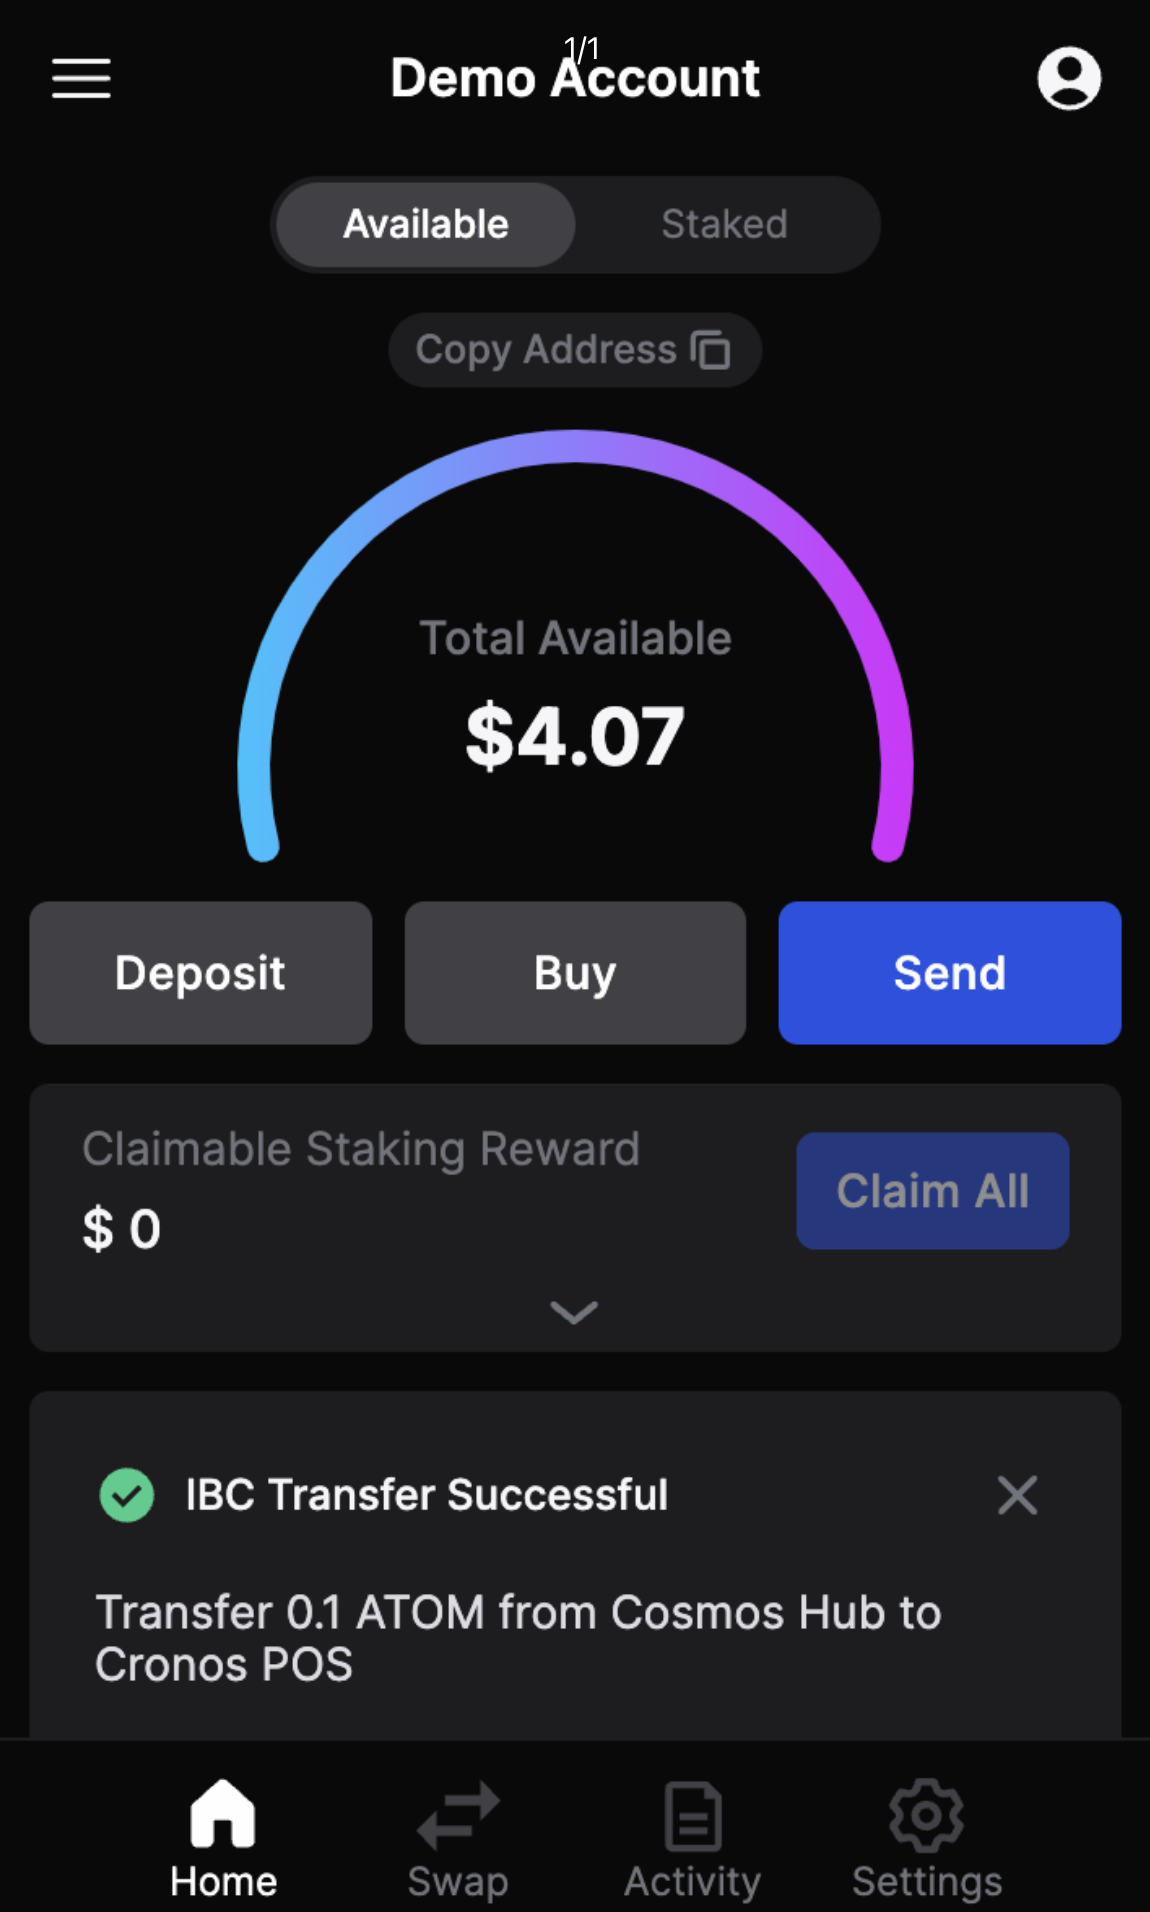 1/1
Demo Account
Available
Staked
Copy Address
Total Available
$4.07
Deposit
Buy
Send
Claimable Staking Reward
$ 0
Claim All
IBC Transfer Successful
Transfer 0.1 ATOM from Cosmos Hub to
Cronos POS
Home
Swap
Activity
Settings